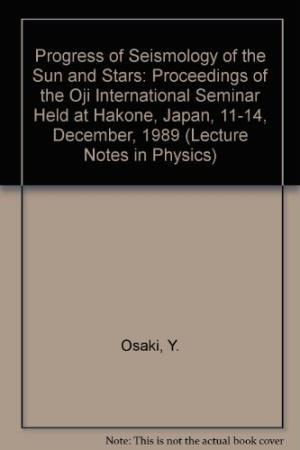 Progress of Seismology of the
Sun and Stars: Proceedings of
the Oji International Seminar
Held at Hakone, Japan, 11-14,
December, 1989 (Lecture
Notes in Physics)
Osaki, Y.
Note: This is not the actual book cover